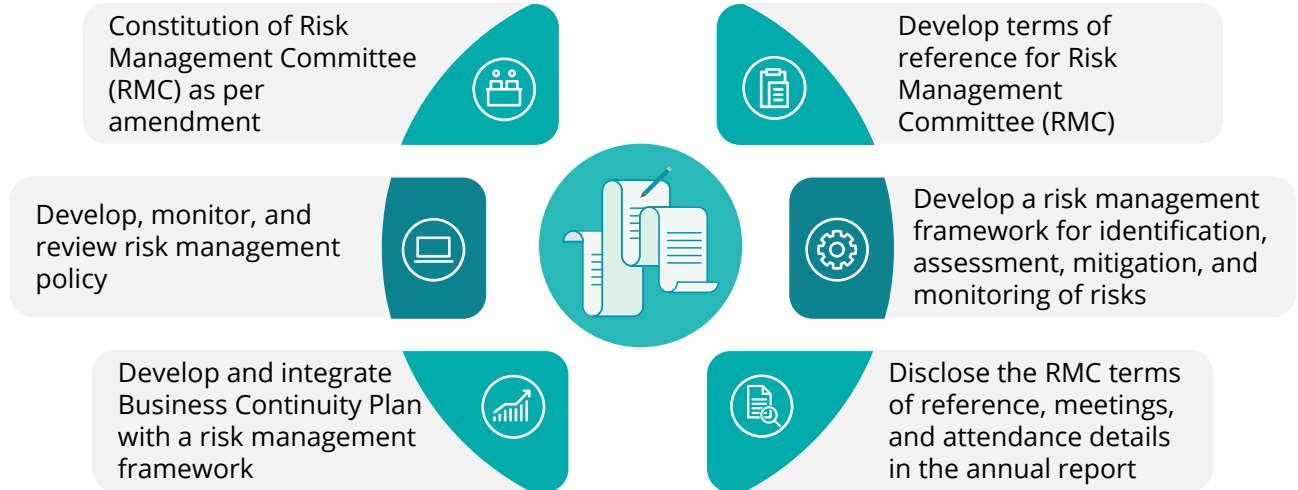 Constitution of Risk
Management Committee
(RMC) as per
amendment
Develop terms of
reference for Risk
Management
Committee (RMC)
Develop, monitor, and
review risk management
policy
Develop a risk management
framework for identification,
assessment, mitigation, and
monitoring of risks
Develop and integrate
Business Continuity Plan
with a risk management
framework
Disclose the RMC terms
of reference, meetings,
and attendance details
in the annual report